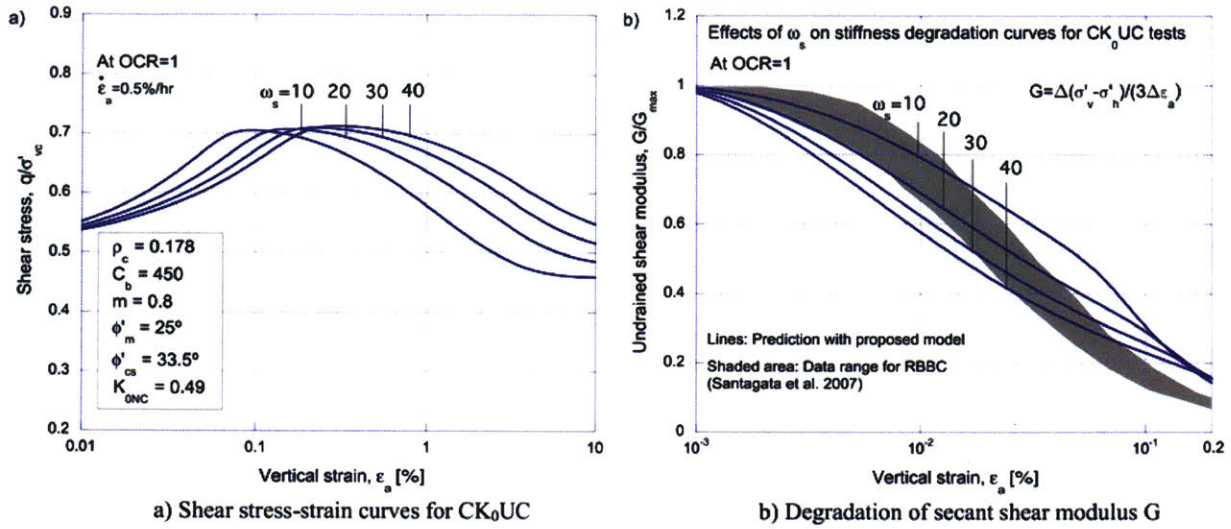 a)
At OCR=1
ε̇ₐ=0.5%/hr
ωₛ=10 20 30 40
Shear stress, q/σ'ᵥc
0.8
0.7
0.6
0.5
0.4
0.3
0.2
ρc = 0.178
Cb = 450
m = 0.8
ϕ'm = 25°
ϕ'cs = 33.5°
K0NC = 0.49
0.01 0.1 1 10
Vertical strain, εₐ [%]
a) Shear stress-strain curves for CK₀UC
b)
Effects of ωₛ on stiffness degradation curves for CK₀UC tests
At OCR=1
G=Δ(σ'ᵥ-σ'ₕ)/(3Δεₐ)
ωₛ=10
20
30
40
Undrained shear modulus, G/Gmax
1.2
1
0.8
0.6
0.4
0.2
0
Lines: Prediction with proposed model
Shaded area: Data range for RBBC
(Santagata et al. 2007)
10⁻³ 10⁻² 10⁻¹ 0.2
Vertical strain, εₐ [%]
b) Degradation of secant shear modulus G